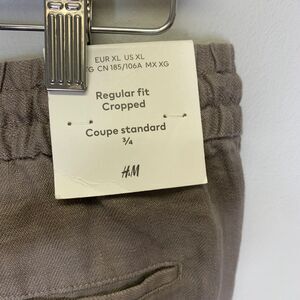 EUR XL US XL
CN 185/106A MX XG
Regular fit
Cropped
Coupe standard
¾
H&M